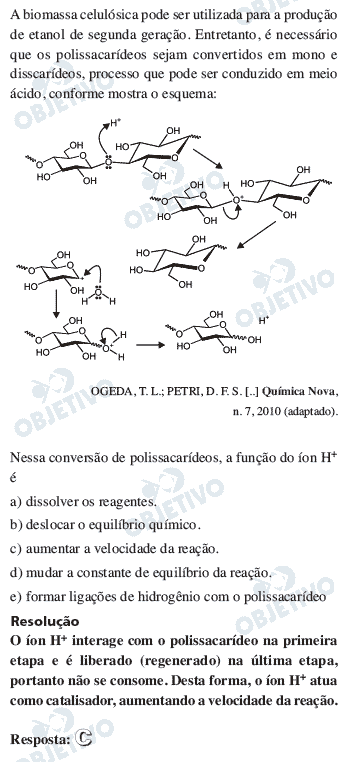 A biomassa celulósica pode ser utilizada para a produção
de etanol de segunda geração. Entretanto, é necessário
que os polissacarídeos sejam convertidos em mono e
disscarídeos, processo que pode ser conduzido em meio
ácido, conforme mostra o esquema:
H⁺
OH
OH
HO
O
O
O
HO
OH
OH
HO
OH
OH
HO
H
O⁺
OH
HO
OH
OH
OH
HO
HO
O
OH
OH
O
HO
OH
+
O
H
H
OH
O
HO
OH
O⁺
H
H
OH
O
HO
OH
OH
H⁺
OGEDA, T. L.; PETRI, D. F. S. [..] Química Nova,
n. 7, 2010 (adaptado).
Nessa conversão de polissacarídeos, a função do íon H⁺
é
a) dissolver os reagentes.
b) deslocar o equilíbrio químico.
c) aumentar a velocidade da reação.
d) mudar a constante de equilíbrio da reação.
e) formar ligações de hidrogênio com o polissacarídeo
Resolução
O íon H⁺ interage com o polissacarídeo na primeira
etapa e é liberado (regenerado) na última etapa,
portanto não se consome. Desta forma, o íon H⁺ atua
como catalisador, aumentando a velocidade da reação.
Resposta: C
OBJETIVO
OBJETIVO
OBJETIVO
OBJETIVO
OBJETIVO
OBJETIVO
OBJETIVO